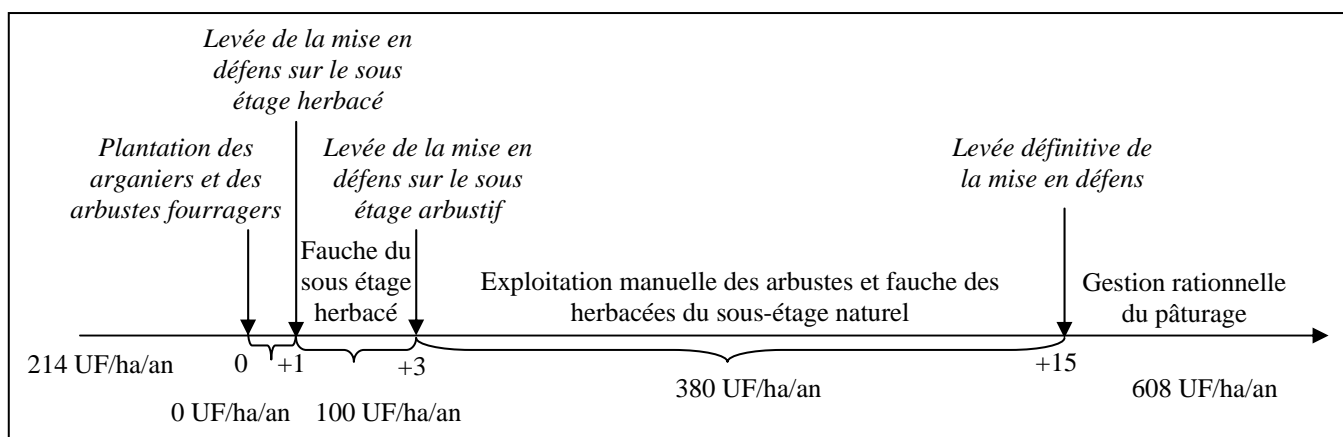 Levée de la mise en
défens sur le sous
étage herbacé
Plantation des
arganiers et des
arbustes fourragers
Levée de la mise en
défens sur le sous
étage arbustif
Levée définitive de
la mise en défens
Fauche du
sous étage
herbacé
Exploitation manuelle des arbustes et fauche des
herbacées du sous-étage naturel
Gestion rationnelle
du pâturage
214 UF/ha/an
0
+1
+3
+15
0 UF/ha/an
100 UF/ha/an
380 UF/ha/an
608 UF/ha/an